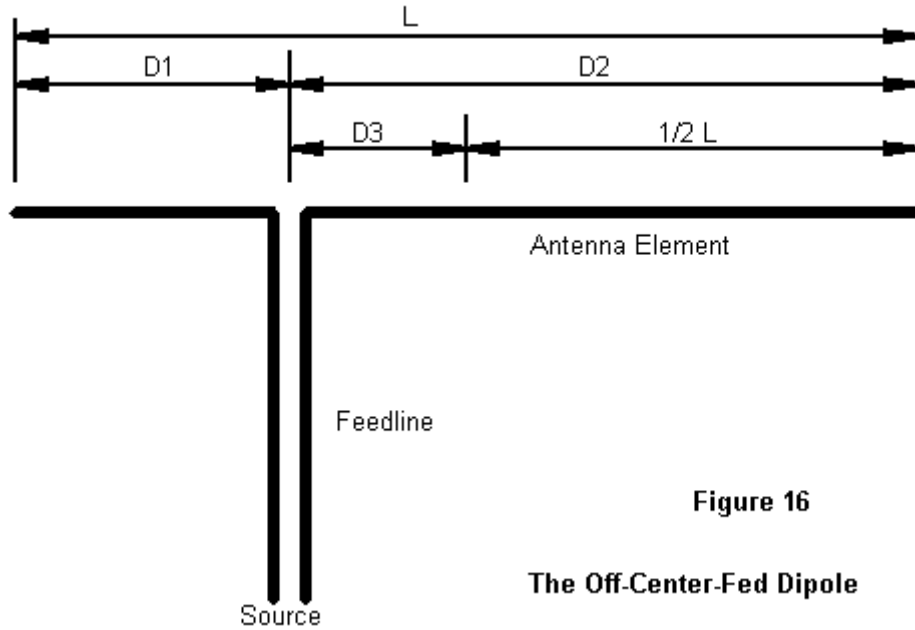 L
D1
D2
D3
1/2 L
Antenna Element
Feedline
Figure 16
The Off-Center-Fed Dipole
Source